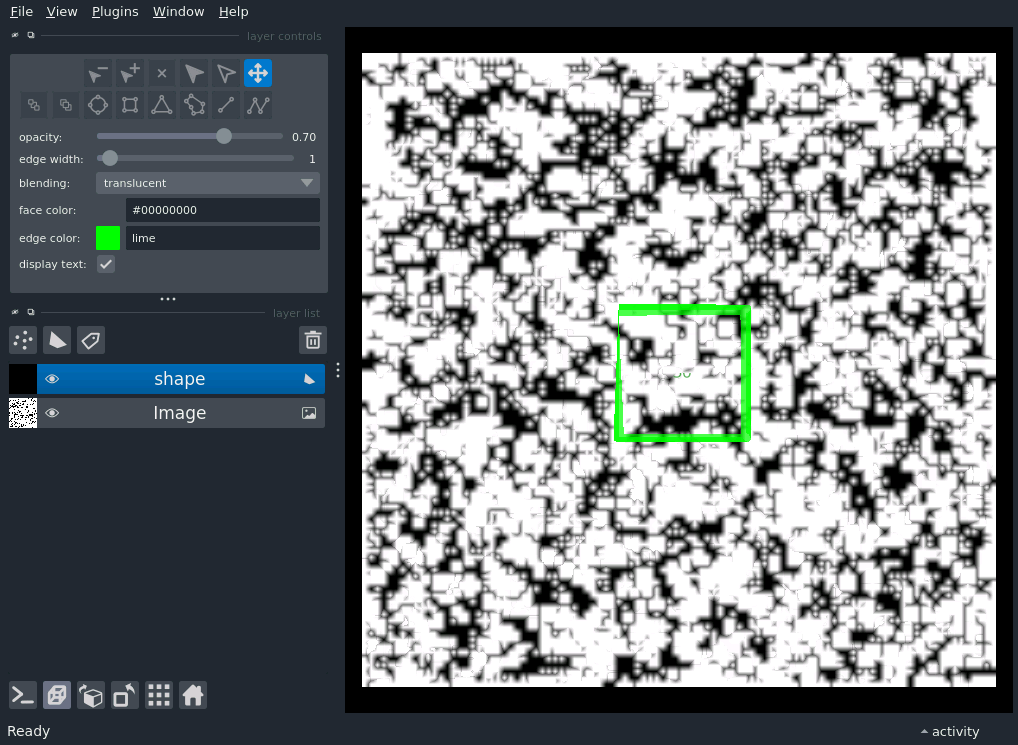 File View Plugins Window Help
layer controls
opacity: 0.70
edge width: 1
blending: translucent
face color: #00000000
edge color: lime
display text:
layer list
shape
Image
Ready
activity